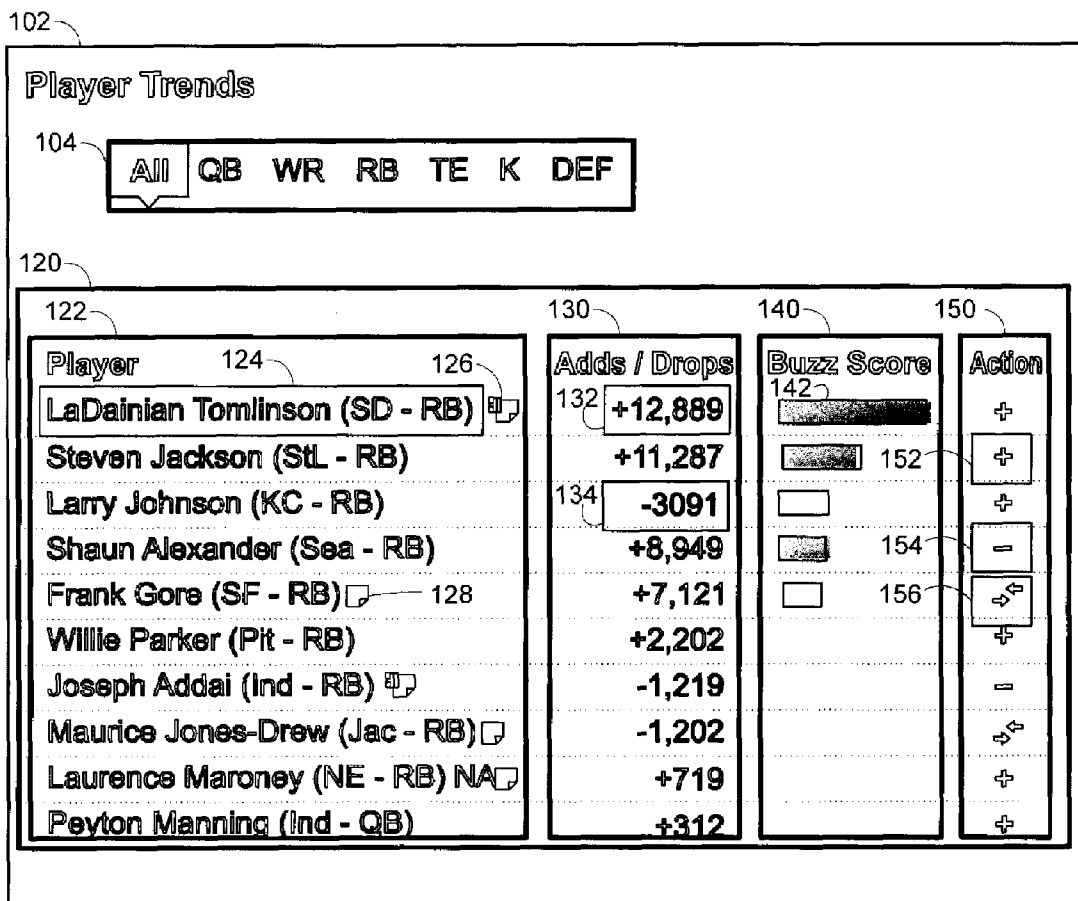 102
Player Trends
104
All QB WR RB TE K DEF
120
122 130 140 150
Player 124 126 Adds / Drops Buzz Score Action
142
LaDainian Tomlinson (SD - RB) 132 +12,889 +
Steven Jackson (StL - RB) +11,287 152 +
Larry Johnson (KC - RB) 134 -3091 +
Shaun Alexander (Sea - RB) +8,949 154 -
Frank Gore (SF - RB) 128 +7,121 156
Willie Parker (Pit - RB) +2,202 +
Joseph Addai (Ind - RB) -1,219 -
Maurice Jones-Drew (Jac - RB) -1,202
Laurence Maroney (NE - RB) NA +719 +
Peyton Manning (Ind - QB) +312 +